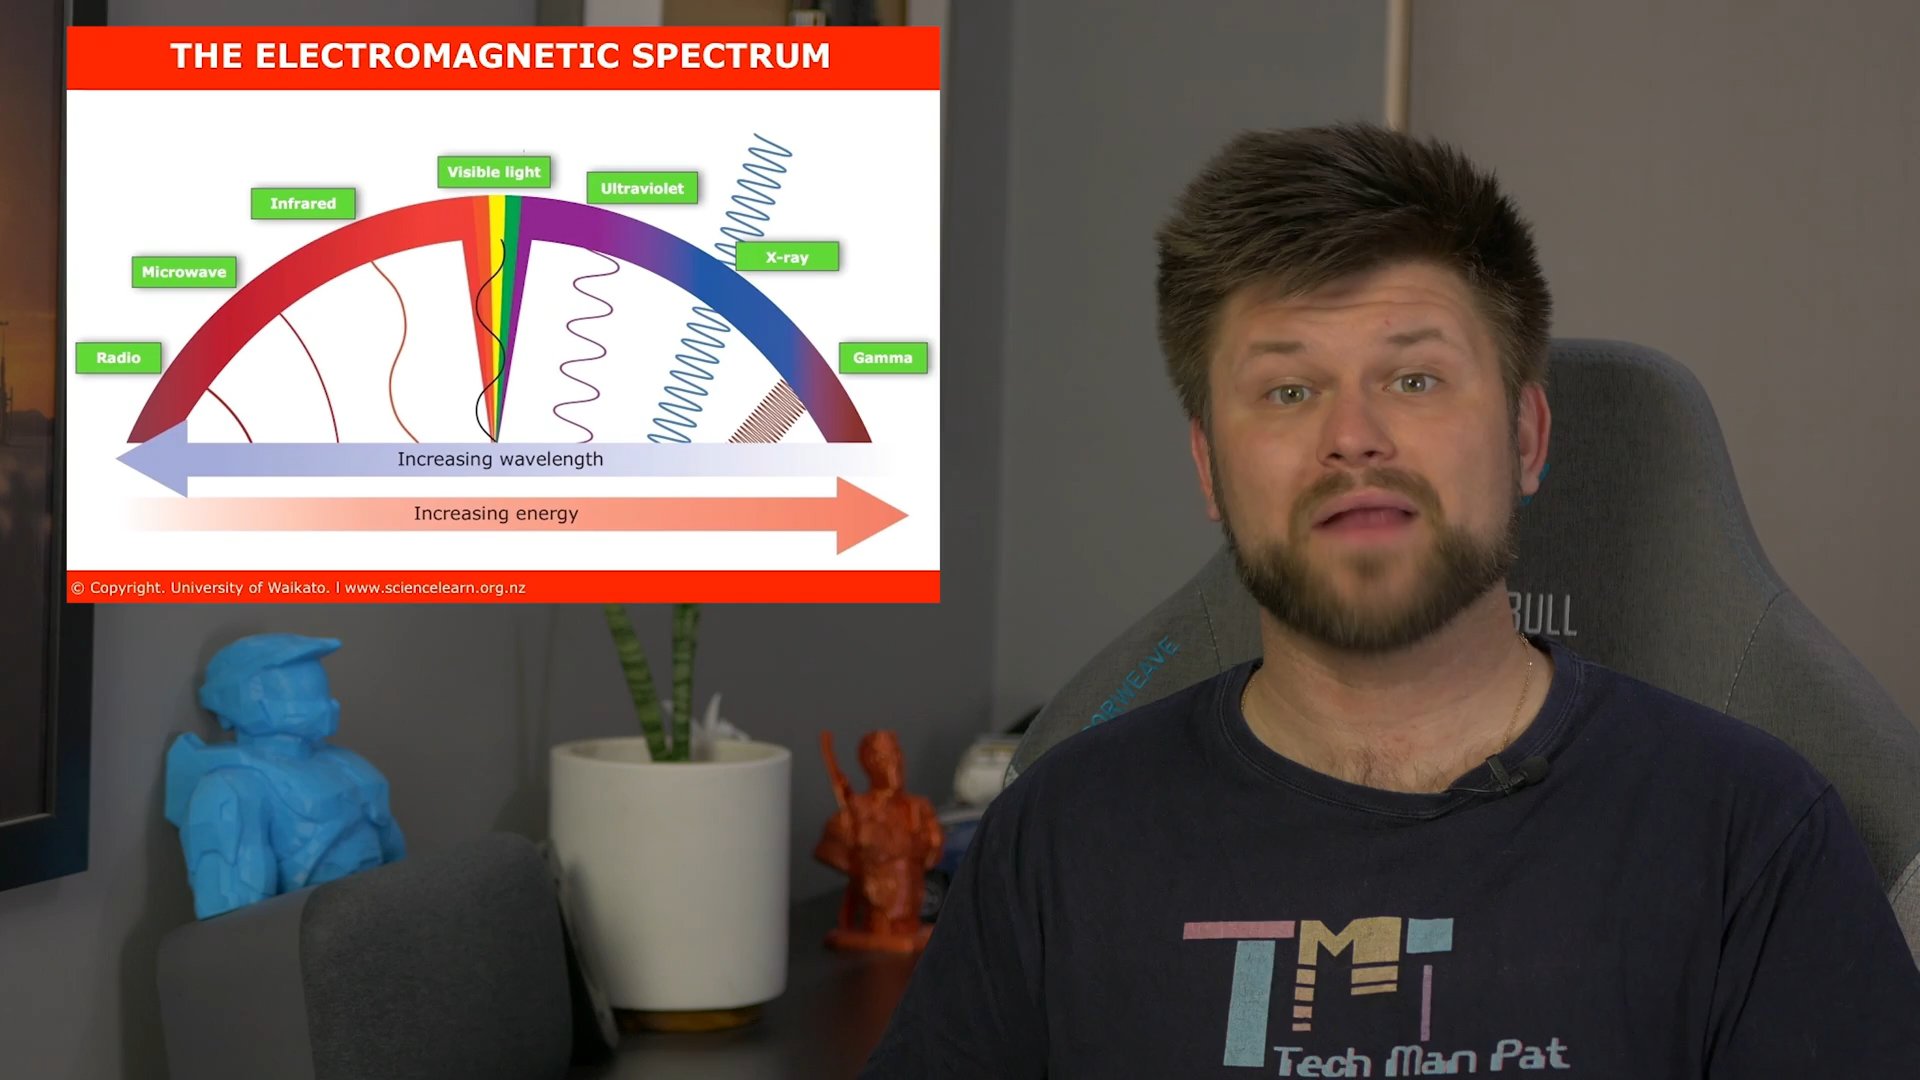 THE ELECTROMAGNETIC SPECTRUM
Visible light
Ultraviolet
Infrared
X-ray
Microwave
Radio
Gamma
Increasing wavelength
Increasing energy
© Copyright. University of Waikato. | www.sciencelearn.org.nz
BULL
ORWEAVE
TMT
Tech Man Pat